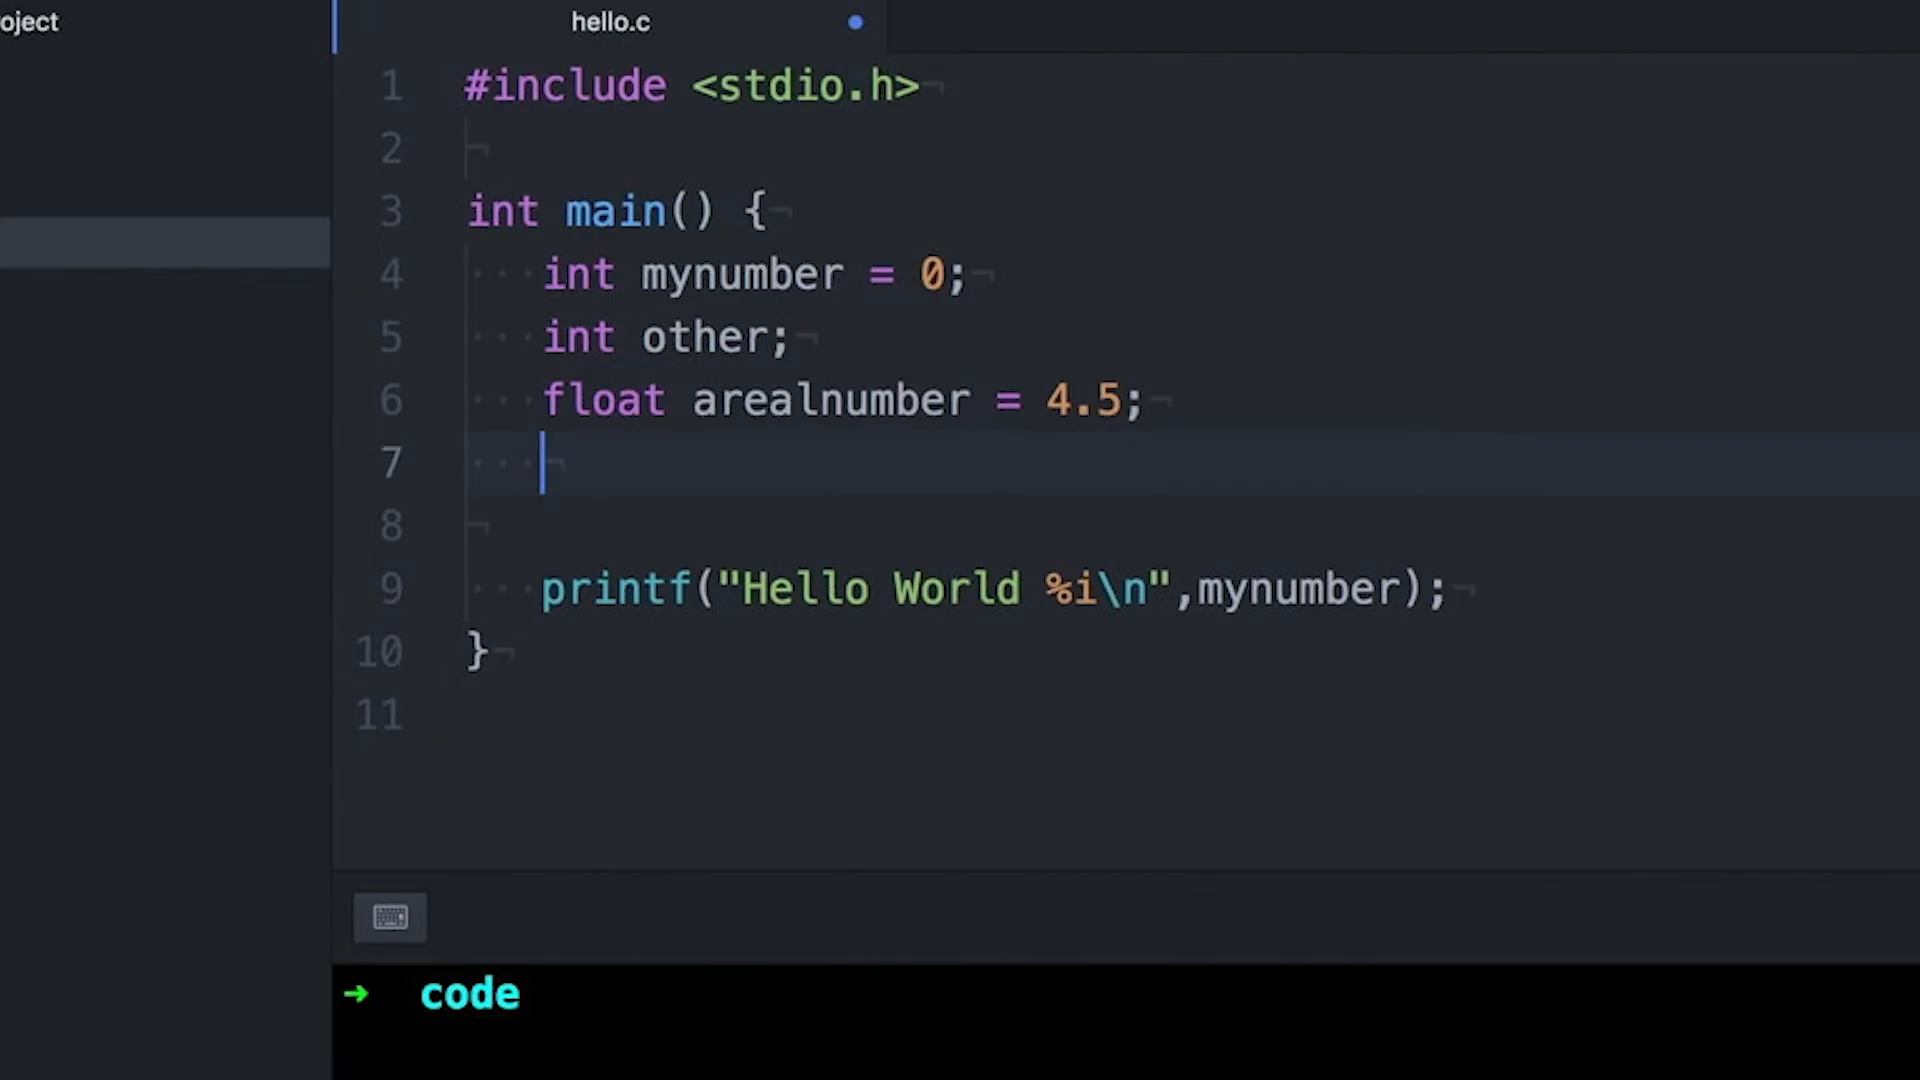 oject
hello.c
1 #include <stdio.h>
2
3 int main() {
4 int mynumber = 0;
5 int other;
6 float arealnumber = 4.5;
7
8
9 printf("Hello World %i\n",mynumber);
10 }
11
➜ code